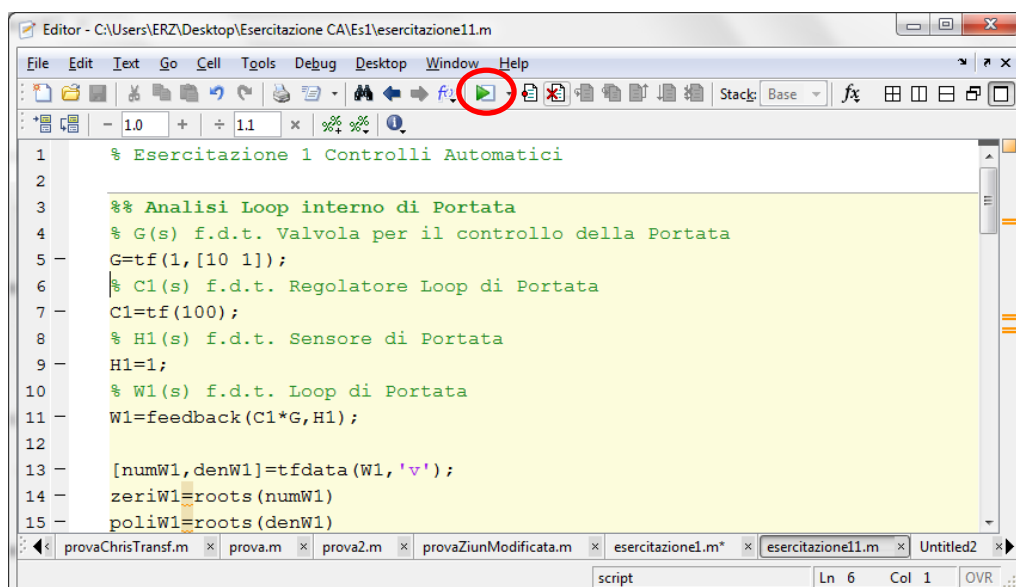 Editor - C:\Users\ERZ\Desktop\Esercitazione CA\Es1\esercitazione11.m
File Edit Text Go Cell Tools Debug Desktop Window Help
Stack: Base fx
- 1.0 + ÷ 1.1 ×
1 % Esercitazione 1 Controlli Automatici
2
3 %% Analisi Loop interno di Portata
4 % G(s) f.d.t. Valvola per il controllo della Portata
5 - G=tf(1,[10 1]);
6 % C1(s) f.d.t. Regolatore Loop di Portata
7 - C1=tf(100);
8 % H1(s) f.d.t. Sensore di Portata
9 - H1=1;
10 % W1(s) f.d.t. Loop di Portata
11 - W1=feedback(C1*G,H1);
12
13 - [numW1,denW1]=tfdata(W1,'v');
14 - zeriW1=roots(numW1)
15 - poliW1=roots(denW1)
provaChrisTransf.m × prova.m × prova2.m × provaZiunModificata.m × esercitazione1.m* × esercitazione11.m × Untitled2 ×
script Ln 6 Col 1 OVR